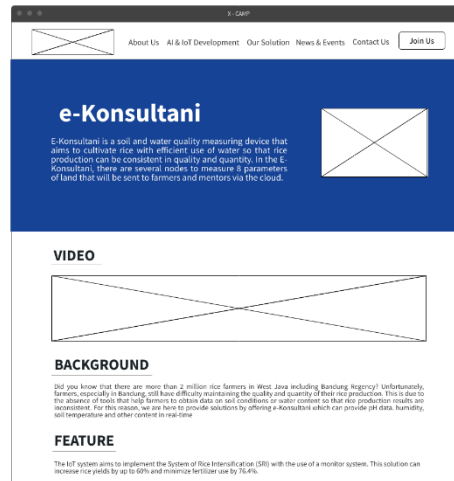 X - CAMP
About Us AI & IoT Development Our Solution News & Events Contact Us Join Us
e-Konsultani
E-Konsultani is a soil and water quality measuring device that
aims to cultivate rice with efficient use of water so that rice
production can be consistent in quality and quantity. In the E-
Konsultani, there are several nodes to measure 8 parameters
of land that will be sent to farmers and mentors via the cloud.
VIDEO
BACKGROUND
Did you know that there are more than 2 million rice farmers in West Java including Bandung Regency? Unfortunately,
farmers, especially in Bandung, still have difficulty maintaining the quality and quantity of their rice production. This is due to
the absence of tools that help farmers to obtain data on soil conditions or water content so that rice production results are
inconsistent. For this reason, we are here to provide solutions by offering e-Konsultani which can provide pH data. humidity,
soil temperature and other content in real-time
FEATURE
The IoT system aims to implement the System of Rice Intensification (SRI) with the use of a monitor system. This solution can
increase rice yields by up to 60% and minimize fertilizer use by 76.4%.